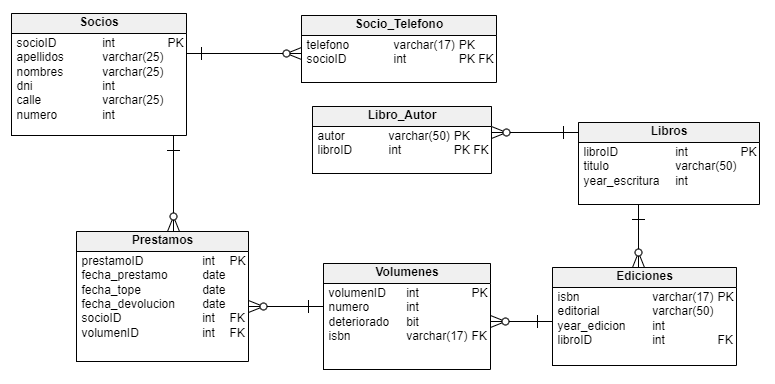 Socios
socioID int PK
apellidos varchar(25)
nombres varchar(25)
dni int
calle varchar(25)
numero int
Socio_Telefono
telefono varchar(17) PK
socioID int PK FK
Libro_Autor
autor varchar(50) PK
libroID int PK FK
Libros
libroID int PK
titulo varchar(50)
year_escritura int
Prestamos
prestamoID int PK
fecha_prestamo date
fecha_tope date
fecha_devolucion date
socioID int FK
volumenID int FK
Volumenes
volumenID int PK
numero int
deteriorado bit
isbn varchar(17) FK
Ediciones
isbn varchar(17) PK
editorial varchar(50)
year_edicion int
libroID int FK